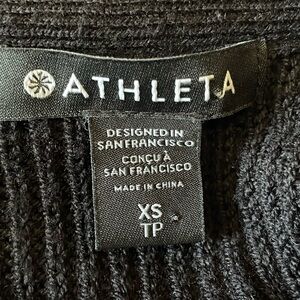 ATHLETA
DESIGNED IN
SAN FRANCISCO
CONÇU À
SAN FRANCISCO
MADE IN CHINA
XS
TP